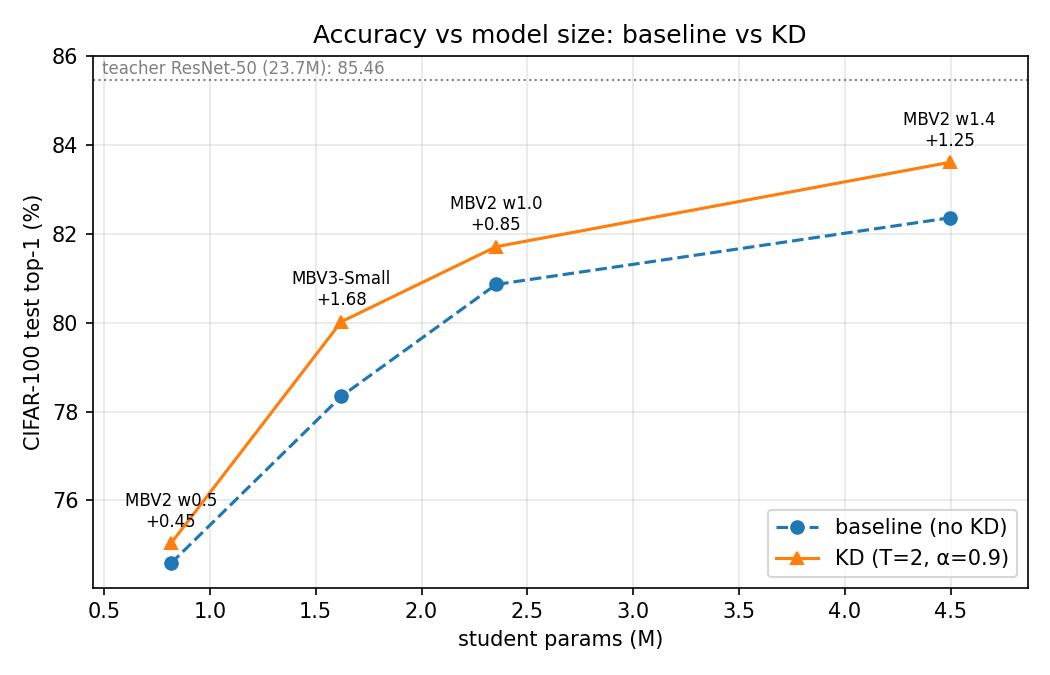 Accuracy vs model size: baseline vs KD
86
teacher ResNet-50 (23.7M): 85.46
MBV2 w1.4
+1.25
84
MBV2 w1.0
+0.85
82
MBV3-Small
+1.68
80
78
76
MBV2 w0.5
+0.45
CIFAR-100 test top-1 (%)
baseline (no KD)
KD (T=2, α=0.9)
0.5 1.0 1.5 2.0 2.5 3.0 3.5 4.0 4.5
student params (M)